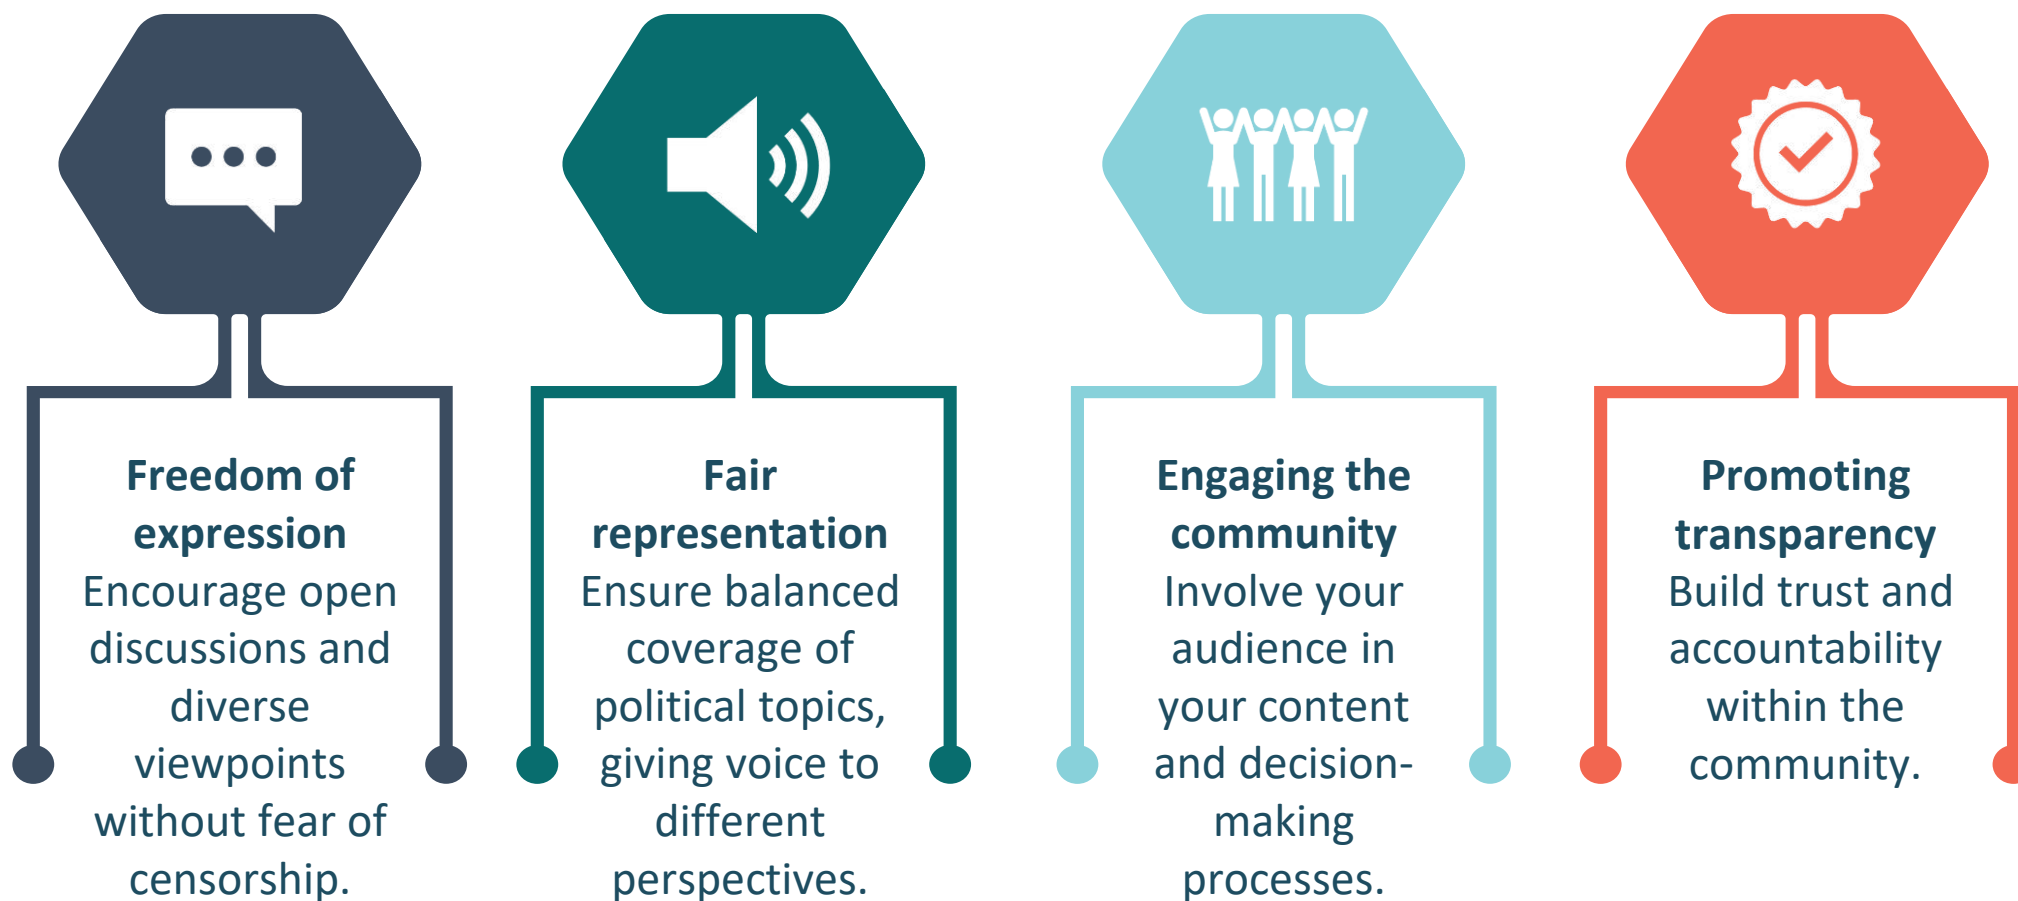 Freedom of
expression
Encourage open
discussions and
diverse
viewpoints
without fear of
censorship.
Fair
representation
Ensure balanced
coverage of
political topics,
giving voice to
different
perspectives.
Engaging the
community
Involve your
audience in
your content
and decision-
making
processes.
Promoting
transparency
Build trust and
accountability
within the
community.